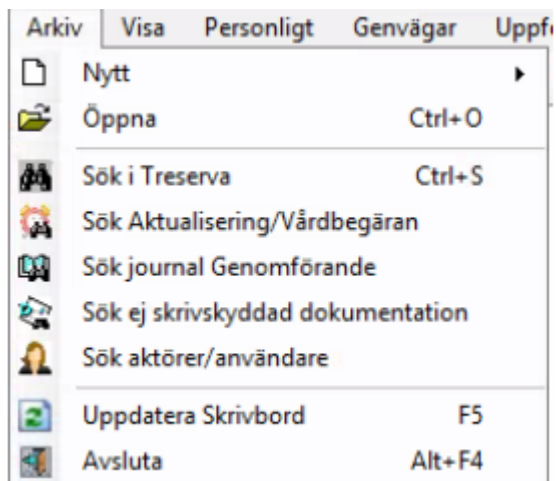 Arkiv Visa Personligt Genvägar
Nytt
Öppna Ctrl+O
Sök i Treserva Ctrl+S
Sök Aktualisering/Vårdbegäran
Sök journal Genomförande
Sök ej skrivskyddad dokumentation
Sök aktörer/användare
Uppdatera Skrivbord F5
Avsluta Alt+F4